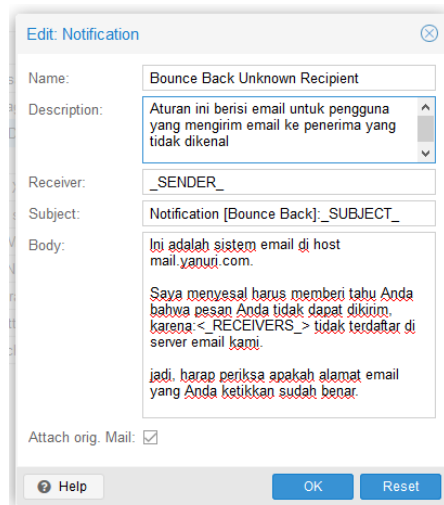 Edit: Notification
Name: Bounce Back Unknown Recipient
Description: Aturan ini berisi email untuk pengguna
yang mengirim email ke penerima yang
tidak dikenal
Receiver: _SENDER_
Subject: Notification [Bounce Back]:_SUBJECT_
Body: Ini adalah sistem email di host
mail.yanuri.com.
Saya menyesal harus memberi tahu Anda
bahwa pesan Anda tidak dapat dikirim,
karena:<_RECEIVERS_> tidak terdaftar di
server email kami.
jadi, harap periksa apakah alamat email
yang Anda ketikkan sudah benar.
Attach orig. Mail:
Help OK Reset